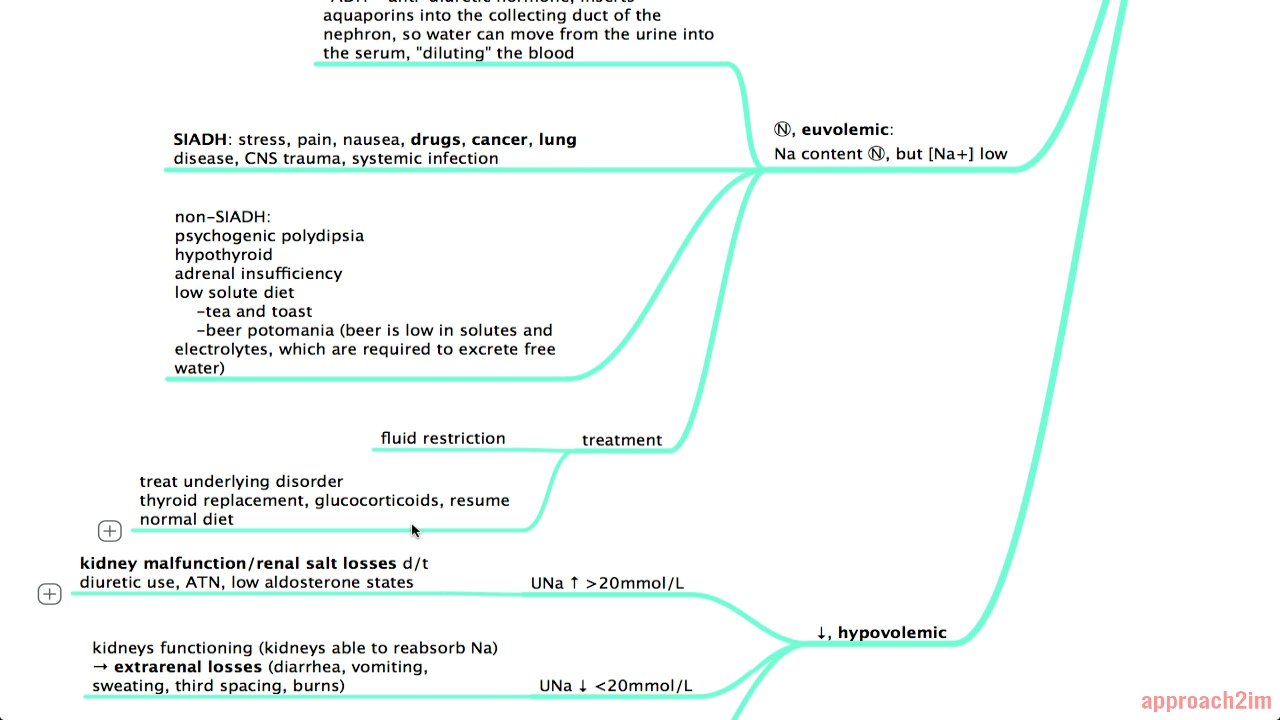 aquaporins into the collecting duct of the
nephron, so water can move from the urine into
the serum, "diluting" the blood
SIADH: stress, pain, nausea, drugs, cancer, lung
disease, CNS trauma, systemic infection
Ⓝ, euvolemic:
Na content Ⓝ, but [Na+] low
non-SIADH:
psychogenic polydipsia
hypothyroid
adrenal insufficiency
low solute diet
-tea and toast
-beer potomania (beer is low in solutes and
electrolytes, which are required to excrete free
water)
fluid restriction
treatment
treat underlying disorder
thyroid replacement, glucocorticoids, resume
normal diet
kidney malfunction/renal salt losses d/t
diuretic use, ATN, low aldosterone states
UNa ↑ >20mmol/L
↓, hypovolemic
kidneys functioning (kidneys able to reabsorb Na)
→ extrarenal losses (diarrhea, vomiting,
sweating, third spacing, burns)
UNa ↓ <20mmol/L
approach2im